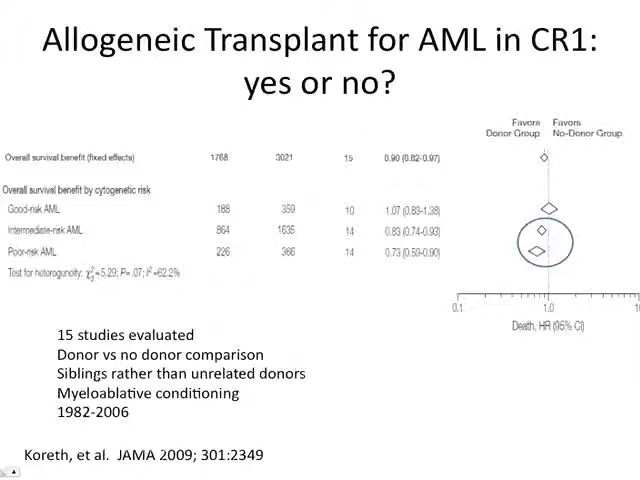 Allogeneic Transplant for AML in CR1:
yes or no?
Favors Favors
Donor Group No-Donor Group
Overall survival benefit (fixed effects) 1768 3021 15 0.90 (0.82-0.97)
Overall survival benefit by cytogenetic risk
Good-risk AML 188 359 10 1.07 (0.83-1.38)
Intermediate-risk AML 864 1635 14 0.83 (0.74-0.93)
Poor-risk AML 226 366 14 0.73 (0.59-0.90)
Test for heterogeneity: χ²₂=5.29; P=.07; I²=62.2%
0.1 1.0 10
Death, HR (95% CI)
15 studies evaluated
Donor vs no donor comparison
Siblings rather than unrelated donors
Myeloablative conditioning
1982-2006
Koreth, et al. JAMA 2009; 301:2349